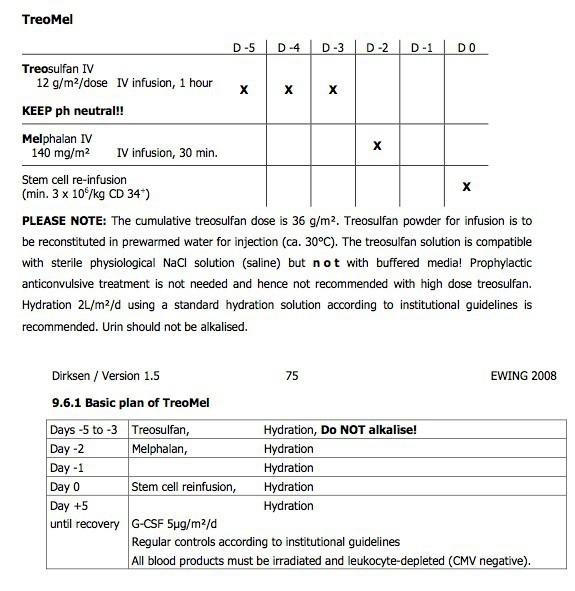 TreoMel
D -5 D -4 D -3 D -2 D -1 D 0
Treosulfan IV
12 g/m²/dose IV infusion, 1 hour
x x x
KEEP ph neutral!!
Melphalan IV
x
140 mg/m² IV infusion, 30 min.
Stem cell re-infusion
x
(min. 3 x 10⁶/kg CD 34⁺)
PLEASE NOTE: The cumulative treosulfan dose is 36 g/m². Treosulfan powder for infusion is to
be reconstituted in prewarmed water for injection (ca. 30°C). The treosulfan solution is compatible
with sterile physiological NaCl solution (saline) but n o t with buffered media! Prophylactic
anticonvulsive treatment is not needed and hence not recommended with high dose treosulfan.
Hydration 2L/m²/d using a standard hydration solution according to institutional guidelines is
recommended. Urin should not be alkalised.
Dirksen / Version 1.5 75 EWING 2008
9.6.1 Basic plan of TreoMel
Days -5 to -3 Treosulfan, Hydration, Do NOT alkalise!
Day -2 Melphalan, Hydration
Day -1 Hydration
Day 0 Stem cell reinfusion, Hydration
Day +5 Hydration
until recovery G-CSF 5µg/m²/d
Regular controls according to institutional guidelines
All blood products must be irradiated and leukocyte-depleted (CMV negative).